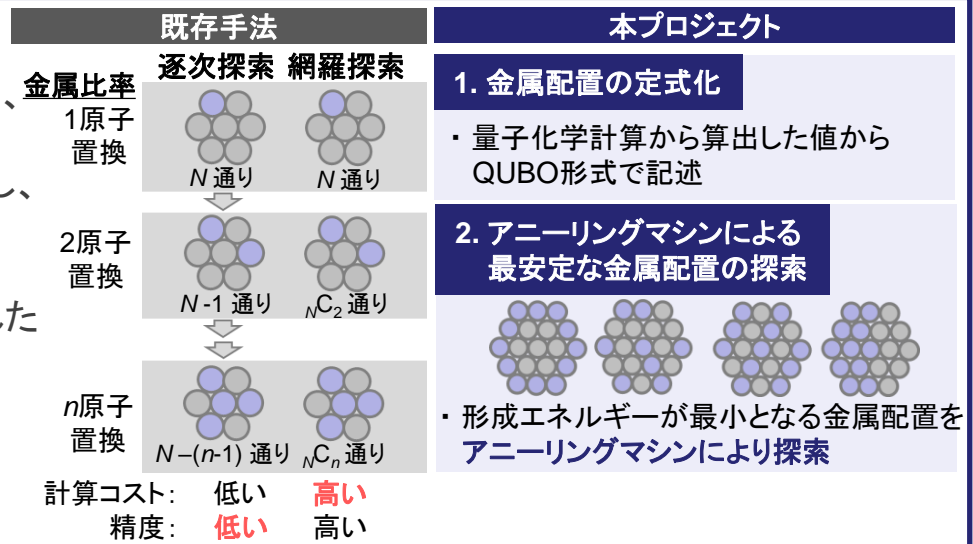 既存手法
逐次探索 網羅探索
金属比率
1原子
置換
N 通り N 通り
2原子
置換
N -1 通り NC2 通り
n原子
置換
N –(n-1) 通り NCn 通り
計算コスト: 低い 高い
精度: 低い 高い
、
し、
した
本プロジェクト
1. 金属配置の定式化
・量子化学計算から算出した値から
QUBO形式で記述
2. アニーリングマシンによる
最安定な金属配置の探索
・形成エネルギーが最小となる金属配置を
アニーリングマシンにより探索